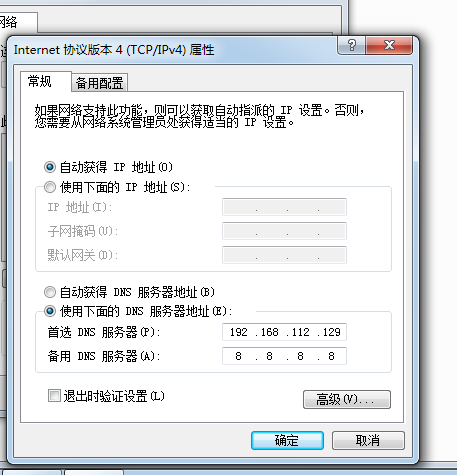 网络
Internet 协议版本 4 (TCP/IPv4) 属性
常规
备用配置
如果网络支持此功能，则可以获取自动指派的 IP 设置。否则，
您需要从网络系统管理员处获得适当的 IP 设置。
自动获得 IP 地址(O)
使用下面的 IP 地址(S):
IP 地址(I):
子网掩码(U):
默认网关(D):
自动获得 DNS 服务器地址(B)
使用下面的 DNS 服务器地址(E):
首选 DNS 服务器(P): 192 .168 .112 .129
备用 DNS 服务器(A): 8 . 8 . 8 . 8
退出时验证设置(L)
高级(V)...
确定
取消